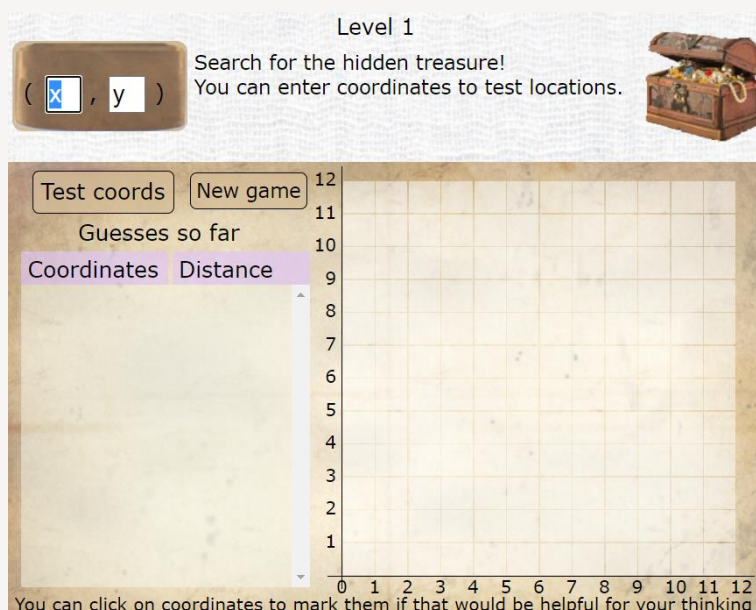 Level 1
( x , y )
Search for the hidden treasure!
You can enter coordinates to test locations.
Test coords
New game
Guesses so far
Coordinates Distance
12
11
10
9
8
7
6
5
4
3
2
1
0 1 2 3 4 5 6 7 8 9 10 11 12
You can click on coordinates to mark them if that would be helpful for your